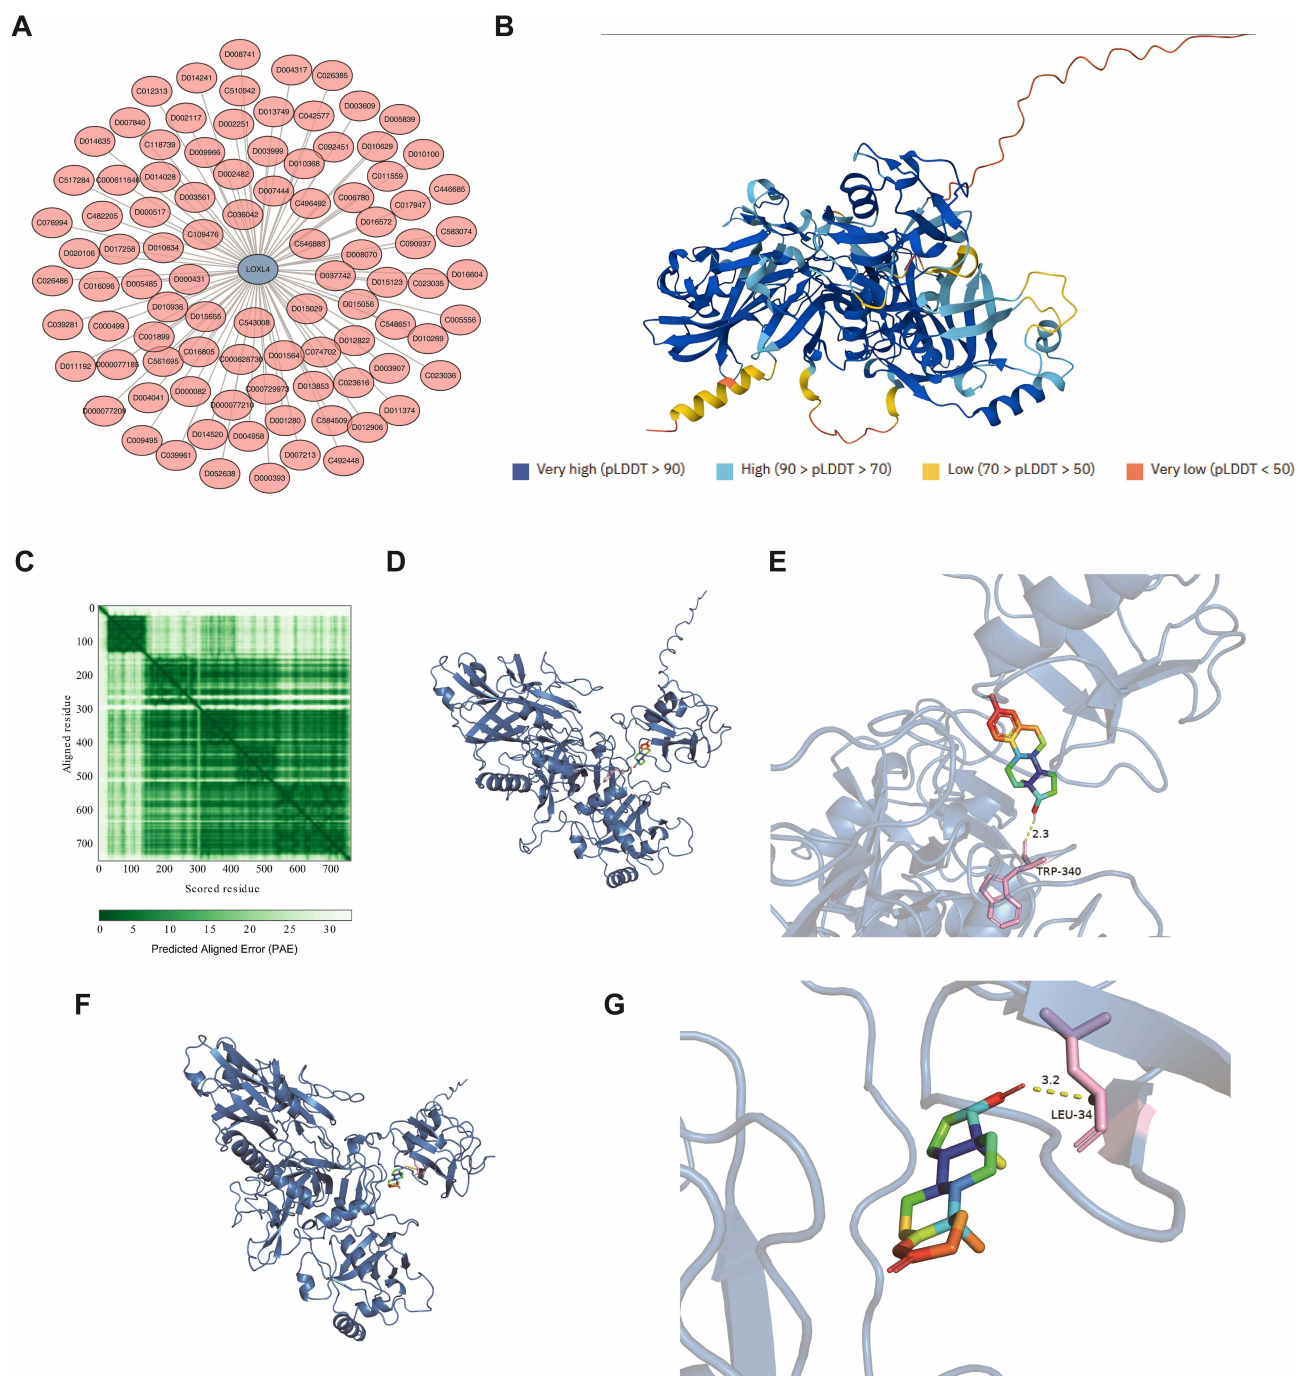 A
D008741
D004317
C026385
D014241
C012313
C510942
D003609
D013749
C042577
D002117
D002251
D005839
D007840
D014635
C118739
D009966
D003999
C092451
D010629
D010100
D010368
D002482
C011559
C517284
C000611646
D014028
D007444
C446685
D003561
C006780
C496492
C017947
D000517
C036042
C482205
D016572
C076994
C109476
C583074
C546883
C090937
D017258
D010634
D020106
D008070
LOXL4
C026486
D037742
D016604
D000431
D015123
C023035
C016096
D005485
D010936
D015029
D015056
D015655
C543008
C005556
C039281
C000499
C548651
C001899
D010269
D012822
C016805
C000628730
D001564
C074702
C561695
D011192
D000077185
D003907
C023036
C023616
D013853
C000729973
D000082
D004041
D000077210
D000077209
D011374
D001280
C584509
D012906
D014520
D004958
C009495
C039961
D007213
C492448
D052638
D000393
B
Very high (pLDDT > 90)
High (90 > pLDDT > 70)
Low (70 > pLDDT > 50)
Very low (pLDDT < 50)
C
0
100
200
300
400
500
600
700
Aligned residue
0 100 200 300 400 500 600 700
Scored residue
0 5 10 15 20 25 30
Predicted Aligned Error (PAE)
D
E
2.3
TRP-340
F
G
3.2
LEU-34